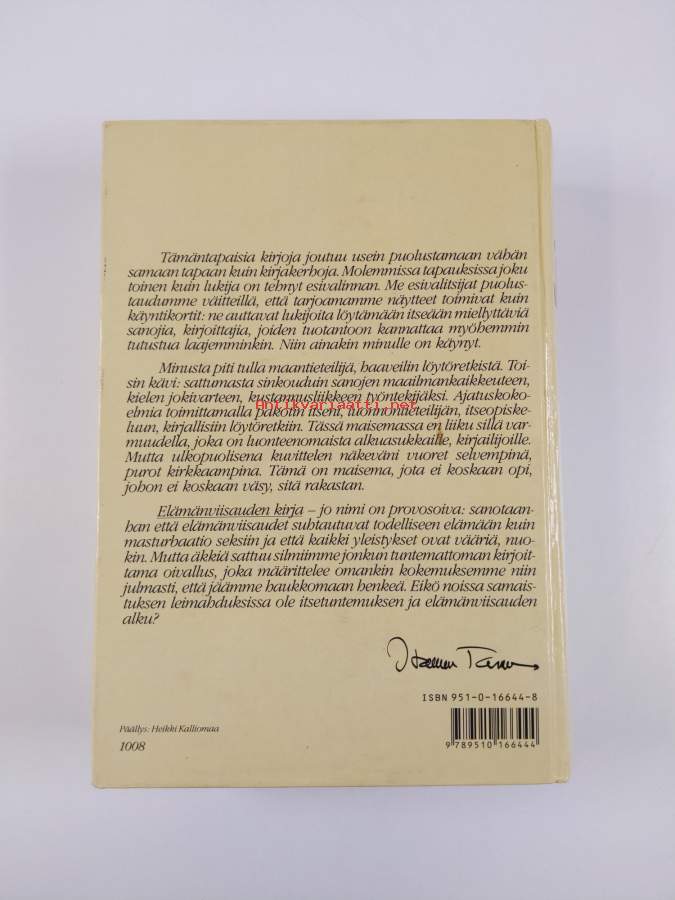 Tämäntapaisia kirjoja joutuu usein puolustamaan vähän
samaan tapaan kuin kirjakerhoja. Molemmissa tapauksissa joku
toinen kuin lukija on tehnyt esivalinnan. Me esivalitsijat puolus-
taudumme väitteillä, että tarjoamamme näytteet toimivat kuin
käyntikortit: ne auttavat lukijoita löytämään itseään miellyttäviä
sanojia, kirjoittajia, joiden tuotantoon kannattaa myöhemmin
tutustua laajemminkin. Niin ainakin minulle on käynyt.
Minusta piti tulla maantieteilijä, haaveilin löytöretkistä. Toi-
sin kävi: sattumasta sinkouduin sanojen maailmankaikkeuteen,
kielen jokivarteen, kustannusliikkeen työntekijäksi. Ajatuskoko-
elmia toimittamalla pakotin itseni, luonnontieteilijän, itseopiske-
luun, kirjallisiin löytöretkiin. Tässä maisemassa en liiku sillä var-
muudella, joka on luonteenomaista alkuasukkaille, kirjailijoille.
Mutta ulkopuolisena kuvittelen näkeväni vuoret selvempinä,
purot kirkkaampina. Tämä on maisema, jota ei koskaan opi,
johon ei koskaan väsy, sitä rakastan.
Elämänviisauden kirja – jo nimi on provosoiva: sanotaan-
han että elämänviisaudet suhtautuvat todelliseen elämään kuin
masturbaatio seksiin ja että kaikki yleistykset ovat vääriä, nuo-
kin. Mutta äkkiä sattuu silmiimme jonkun tuntemattoman kirjoit-
tama oivallus, joka määrittelee omankin kokemuksemme niin
julmasti, että jäämme haukkomaan henkeä. Eikö noissa samais-
tuksen leimahduksissa ole itsetuntemuksen ja elämänviisauden
alku?
Antikvariaatti.net
ISBN 951-0-16644-8
9 789510 166444
Päällys: Heikki Kalliomaa
1008